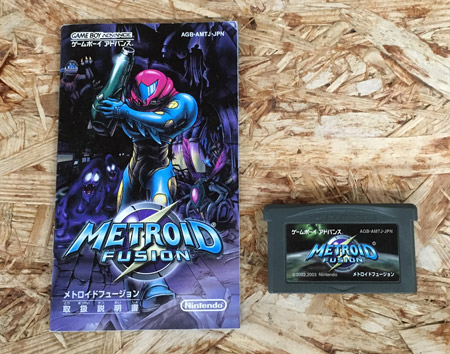 GAME BOY ADVANCE
ゲームボーイ アドバンス
AGB-AMTJ-JPN
METROID
FUSION
メトロイドフュージョン
取扱説明書
Nintendo
ゲームボーイ アドバンス
AGB-AMTJ-JPN
METROID
FUSION
©2002,2003 Nintendo
メトロイドフュージョン